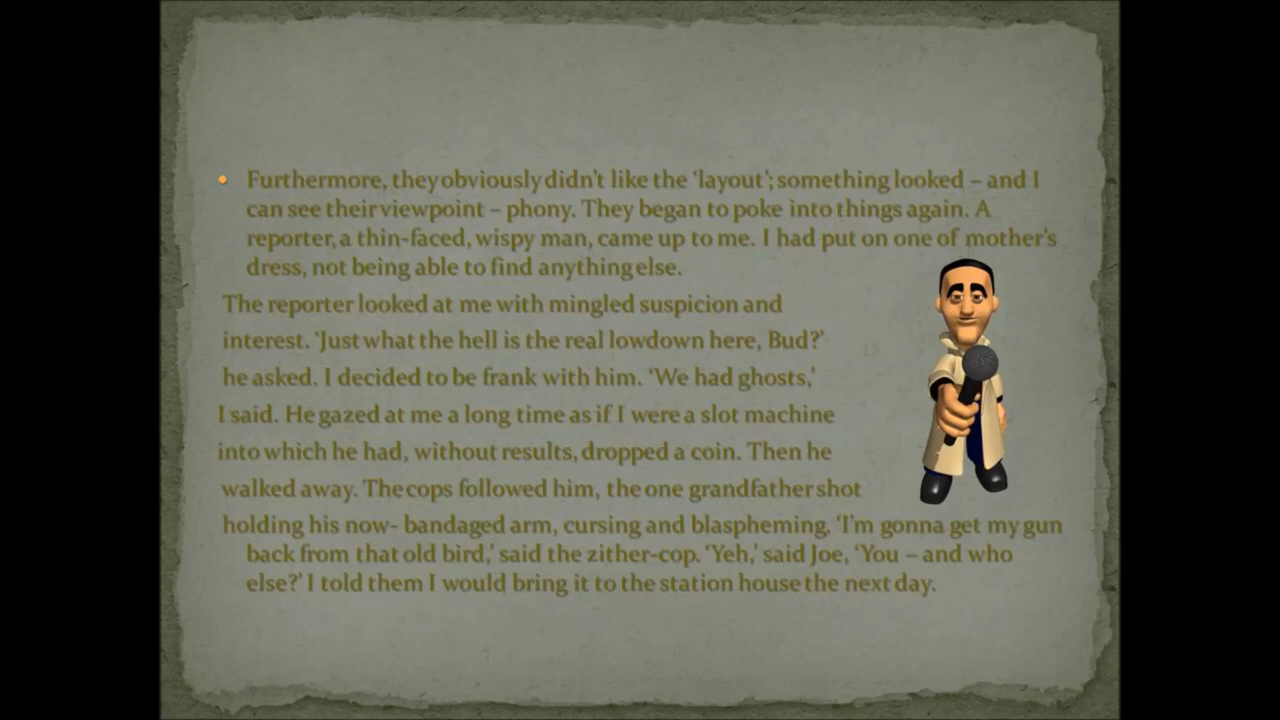 Furthermore, they obviously didn't like the 'layout'; something looked – and I
can see their viewpoint – phony. They began to poke into things again. A
reporter, a thin-faced, wispy man, came up to me. I had put on one of mother's
dress, not being able to find anything else.
The reporter looked at me with mingled suspicion and
interest. 'Just what the hell is the real lowdown here, Bud?'
he asked. I decided to be frank with him. 'We had ghosts,'
I said. He gazed at me a long time as if I were a slot machine
into which he had, without results, dropped a coin. Then he
walked away. The cops followed him, the one grandfather shot
holding his now- bandaged arm, cursing and blaspheming. 'I'm gonna get my gun
back from that old bird,' said the zither-cop. 'Yeh,' said Joe, 'You – and who
else?' I told them I would bring it to the station house the next day.